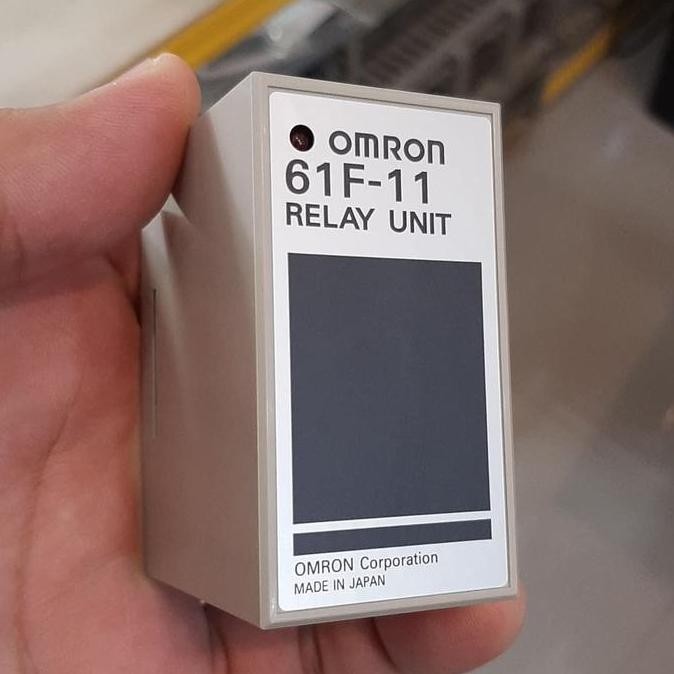 OMRON
61F-11
RELAY UNIT
OMRON Corporation
MADE IN JAPAN